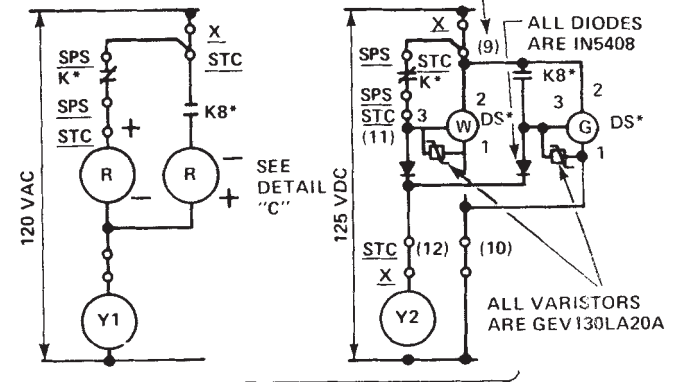 120 VAC
X
SPS
K*
STC
SPS
STC
+
K8*
R
−
R
−
+
SEE
DETAIL
"C"
Y1
125 VDC
X
(9)
ALL DIODES
ARE IN5408
SPS
STC
K*
SPS
STC
(11)
3
2
W
DS*
1
K8*
3
2
G
DS*
1
STC
(12)
X
(10)
Y2
ALL VARISTORS
ARE GEV130LA20A